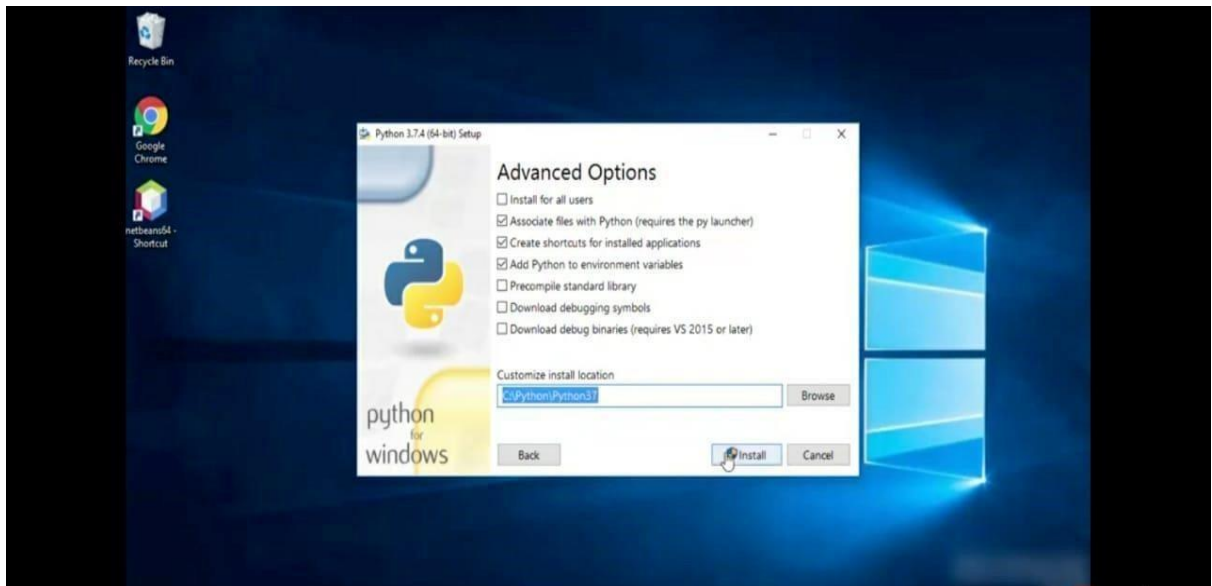 Recycle Bin
Google
Chrome
netbeans64 -
Shortcut
Python 3.7.4 (64-bit) Setup
Advanced Options
Install for all users
Associate files with Python (requires the py launcher)
Create shortcuts for installed applications
Add Python to environment variables
Precompile standard library
Download debugging symbols
Download debug binaries (requires VS 2015 or later)
Customize install location
C:\Python\Python37
Browse
python
for
windows
Back
Install
Cancel